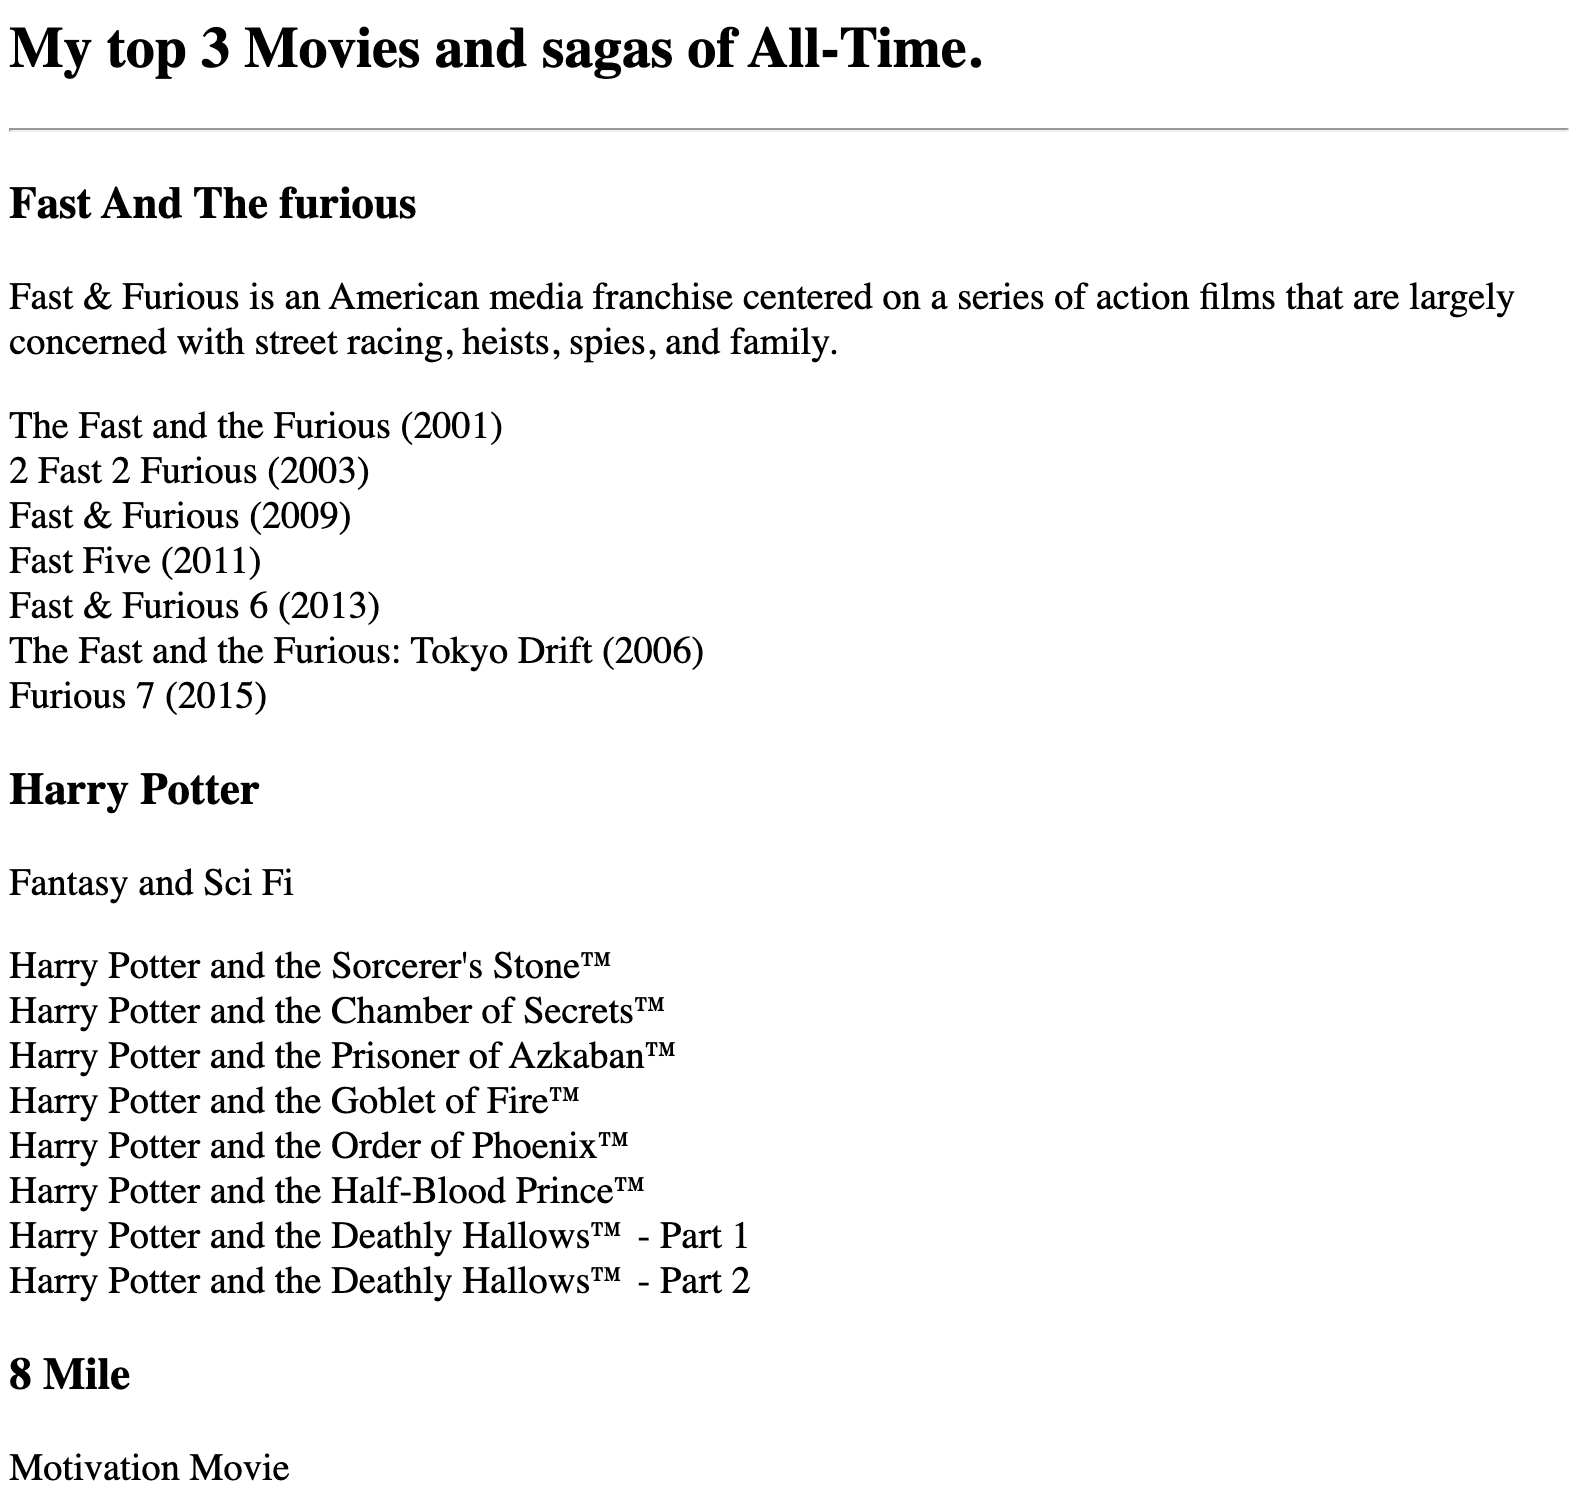 My top 3 Movies and sagas of All-Time.
Fast And The furious
Fast & Furious is an American media franchise centered on a series of action films that are largely
concerned with street racing, heists, spies, and family.
The Fast and the Furious (2001)
2 Fast 2 Furious (2003)
Fast & Furious (2009)
Fast Five (2011)
Fast & Furious 6 (2013)
The Fast and the Furious: Tokyo Drift (2006)
Furious 7 (2015)
Harry Potter
Fantasy and Sci Fi
Harry Potter and the Sorcerer's Stone™
Harry Potter and the Chamber of Secrets™
Harry Potter and the Prisoner of Azkaban™
Harry Potter and the Goblet of Fire™
Harry Potter and the Order of Phoenix™
Harry Potter and the Half-Blood Prince™
Harry Potter and the Deathly Hallows™ - Part 1
Harry Potter and the Deathly Hallows™ - Part 2
8 Mile
Motivation Movie